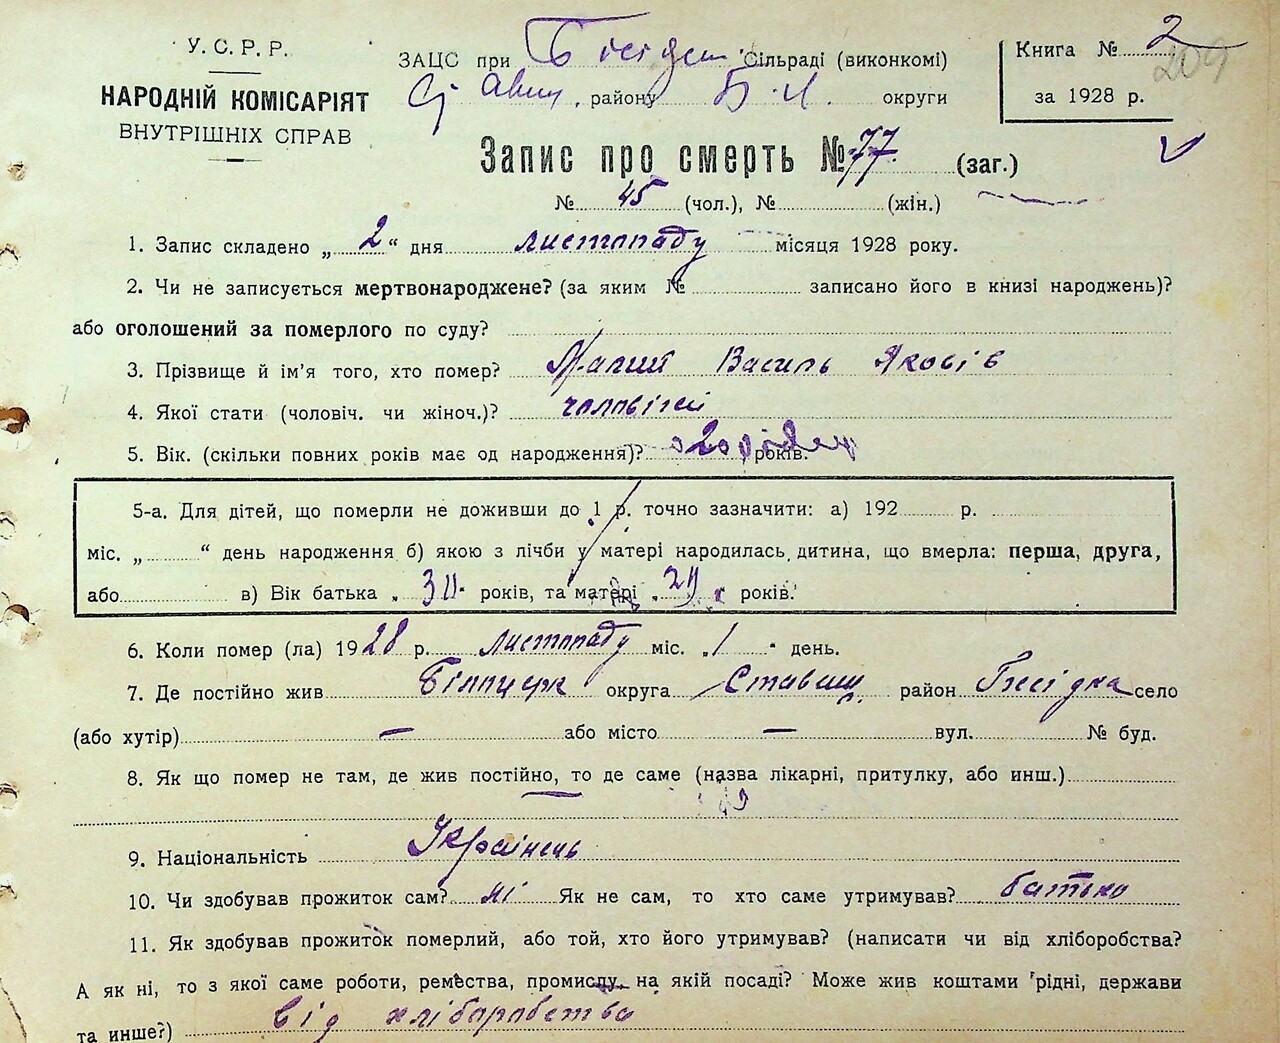 У.С.Р.Р.
НАРОДНІЙ КОМІСАРІЯТ
ВНУТРІШНІХ СПРАВ
ЗАЦС при Бесідск Сільраді (виконкомі)
Ставищ. району Б.Ц. округи
Книга № 2
209
за 1928 р.
Запис про смерть № 77 (заг.)
№ 45 (чол.), № (жін.)
1. Запис складено „ 2 “ дня листопаду місяця 1928 року.
2. Чи не записується мертвонароджене? (за яким № записано його в книзі народжень)?
або оголошений за померлого по суду?
3. Прізвище й ім'я того, хто помер? Василь Яковів
4. Якої стати (чоловіч. чи жіноч.)? чоловічей
5. Вік. (скільки повних років має од народження)? років.
5-а. Для дітей, що померли не доживши до 1 р. точно зазначити: а) 192 р.
міс. „ “ день народження б) якою з лічби у матері народилась дитина, що вмерла: перша, друга,
або в) Вік батька років, та матері років.
6. Коли помер (ла) 1928 р. листопаду міс. „ 1 “ день.
7. Де постійно жив Білоцерк округа Ставищ. район Бесідка село
(або хутір) — або місто — вул. № буд.
8. Як що помер не там, де жив постійно, то де саме (назва лікарні, притулку, або инш.)
9. Національність Українець
10. Чи здобував прожиток сам? ні Як не сам, то хто саме утримував? батько
11. Як здобував прожиток померлий, або той, хто його утримував? (написати чи від хліборобства?
А як ні, то з якої саме роботи, ремества, промислу, на якій посаді? Може жив коштами рідні, держави
та инше?) від хліборобства